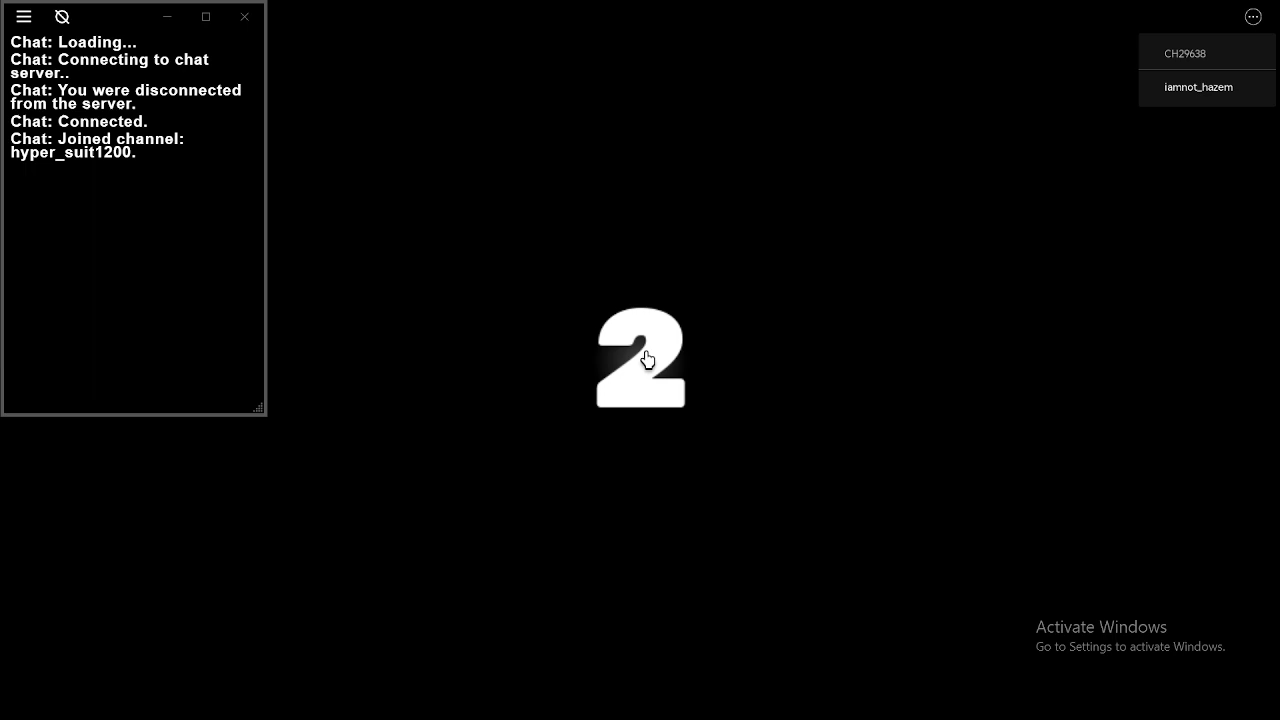 Chat: Loading...
Chat: Connecting to chat
server..
Chat: You were disconnected
from the server.
Chat: Connected.
Chat: Joined channel:
hyper_suit1200.
CH29638
iamnot_hazem
2
Activate Windows
Go to Settings to activate Windows.